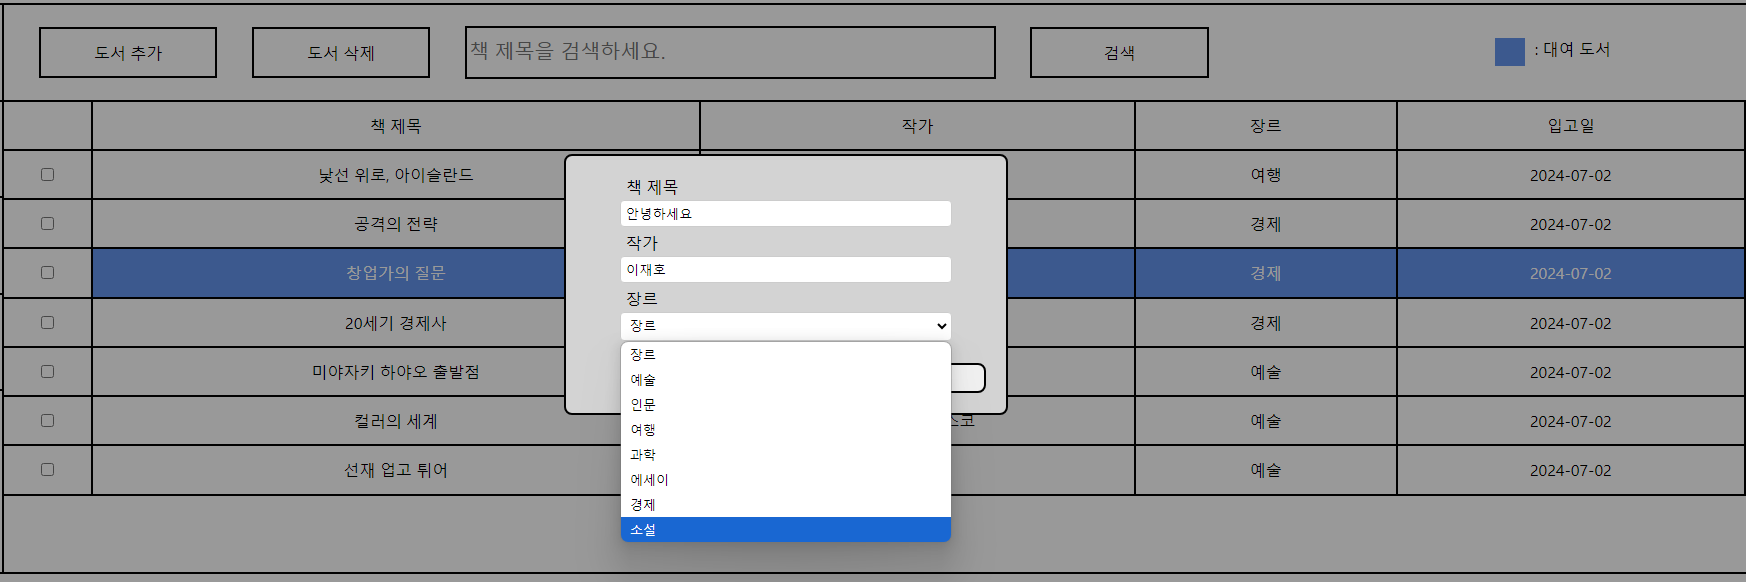 도서 추가 도서 삭제 책 제목을 검색하세요. 검색 : 대여 도서
책 제목 작가 장르 입고일
낯선 위로, 아이슬란드 여행 2024-07-02
공격의 전략 경제 2024-07-02
창업가의 질문 경제 2024-07-02
20세기 경제사 경제 2024-07-02
미야자키 하야오 출발점 예술 2024-07-02
컬러의 세계 스코 예술 2024-07-02
선재 업고 튀어 예술 2024-07-02
책 제목
안녕하세요
작가
이재호
장르
장르
장르
예술
인문
여행
과학
에세이
경제
소설